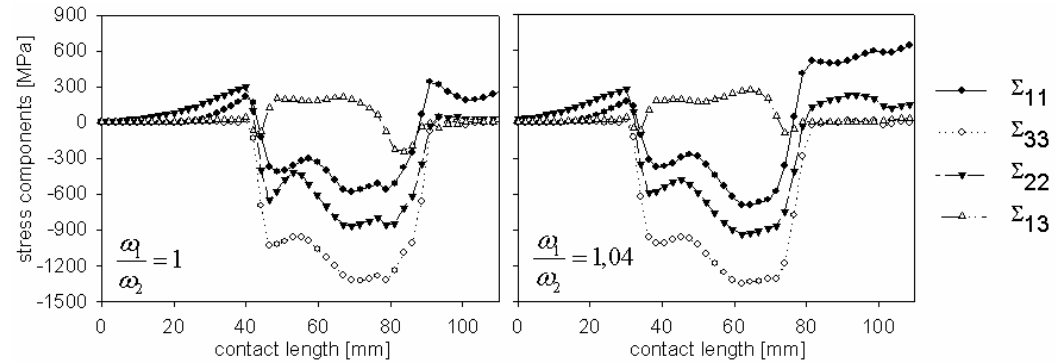 stress components [MPa]
900
600
300
0
-300
-600
-900
-1200
-1500
ω₁/ω₂ = 1
0 20 40 60 80 100
contact length [mm]
ω₁/ω₂ = 1,04
0 20 40 60 80 100
contact length [mm]
Σ11
Σ33
Σ22
Σ13